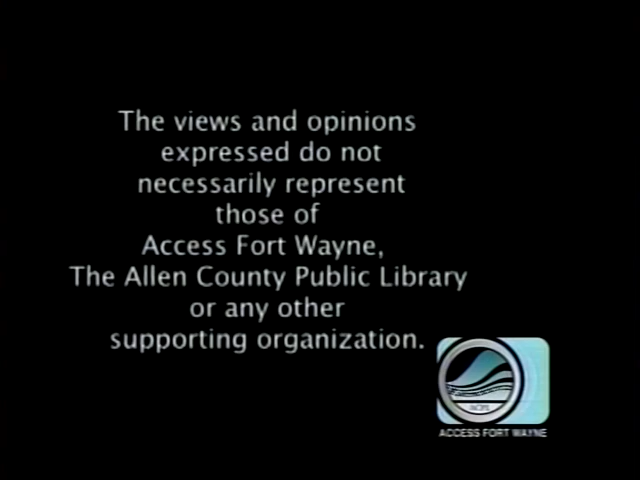 The views and opinions
expressed do not
necessarily represent
those of
Access Fort Wayne,
The Allen County Public Library
or any other
supporting organization.
ACPL
ACCESS FORT WAYNE